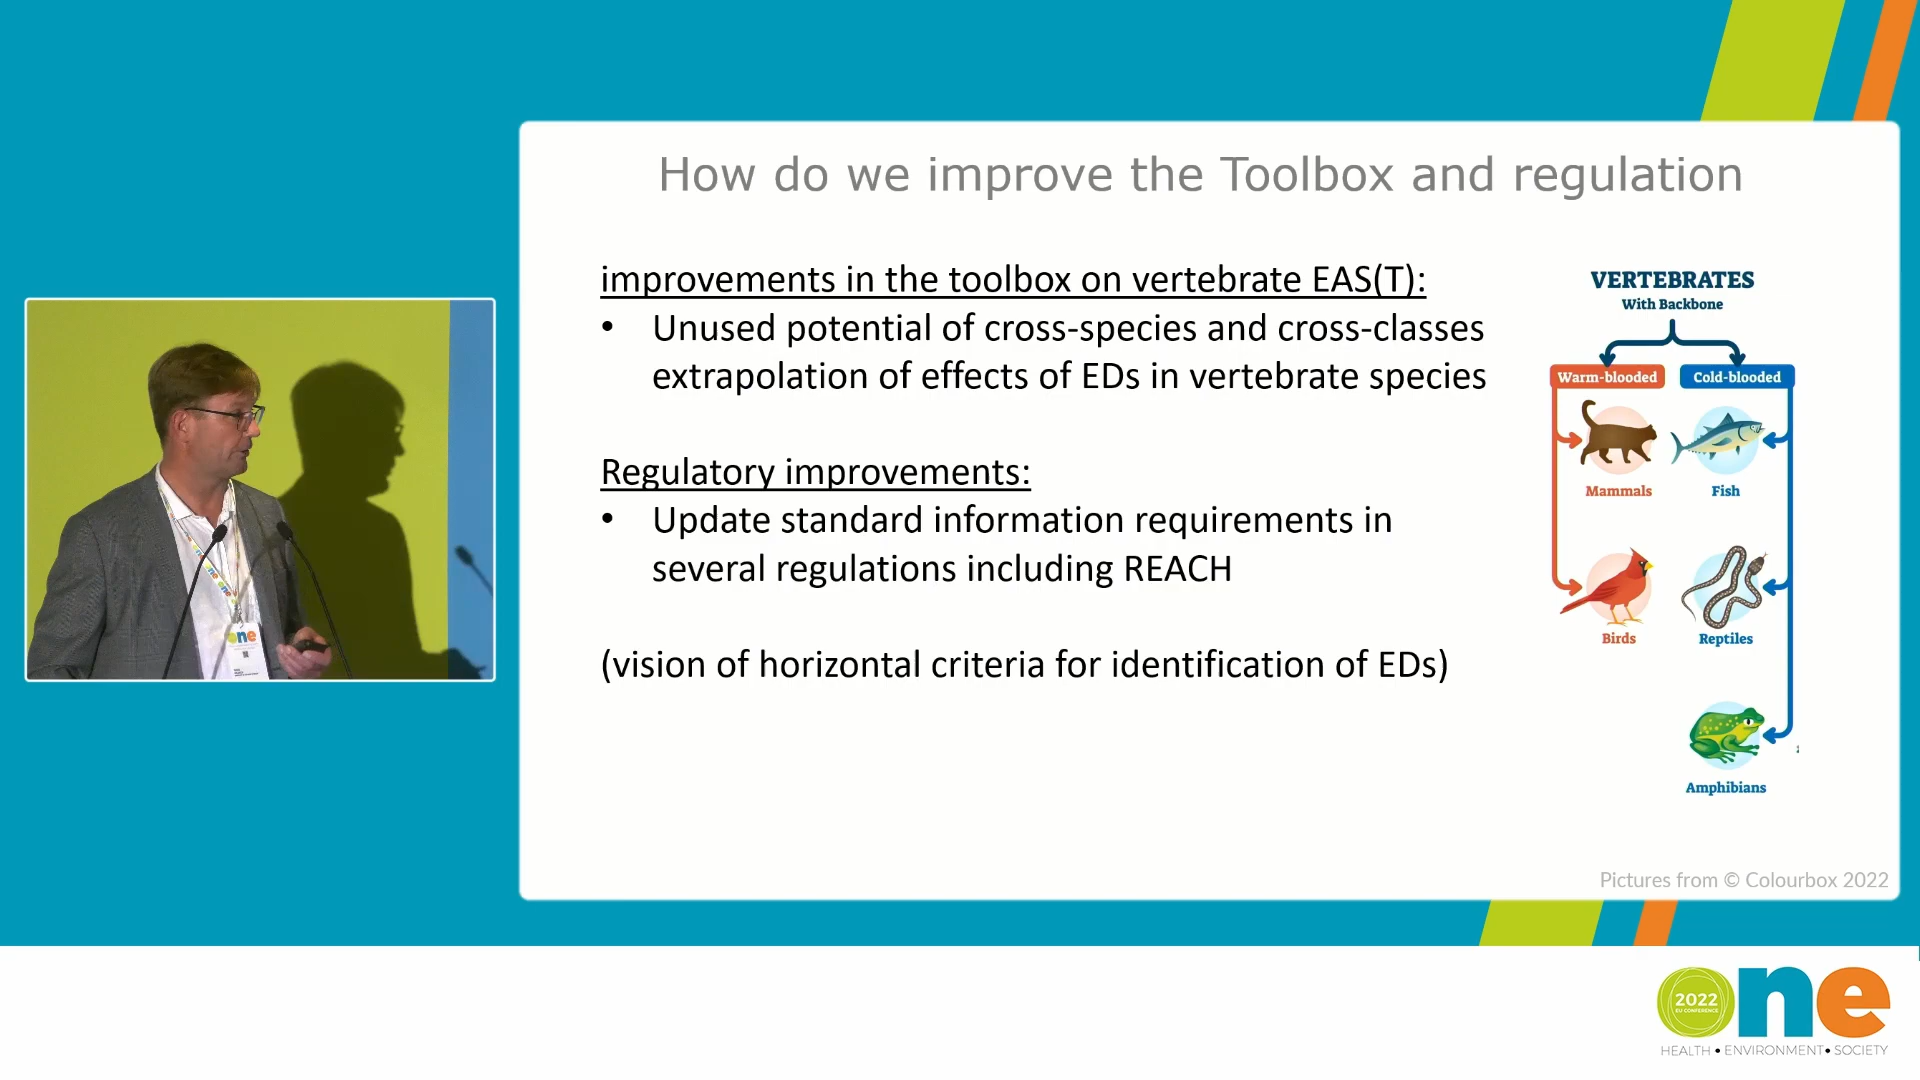 How do we improve the Toolbox and regulation
improvements in the toolbox on vertebrate EAS(T):
• Unused potential of cross-species and cross-classes
extrapolation of effects of EDs in vertebrate species
Regulatory improvements:
• Update standard information requirements in
several regulations including REACH
(vision of horizontal criteria for identification of EDs)
VERTEBRATES
With Backbone
Warm-blooded
Cold-blooded
Mammals
Fish
Birds
Reptiles
Amphibians
Pictures from © Colourbox 2022
one
2022
EU CONFERENCE
one
HEALTH • ENVIRONMENT • SOCIETY